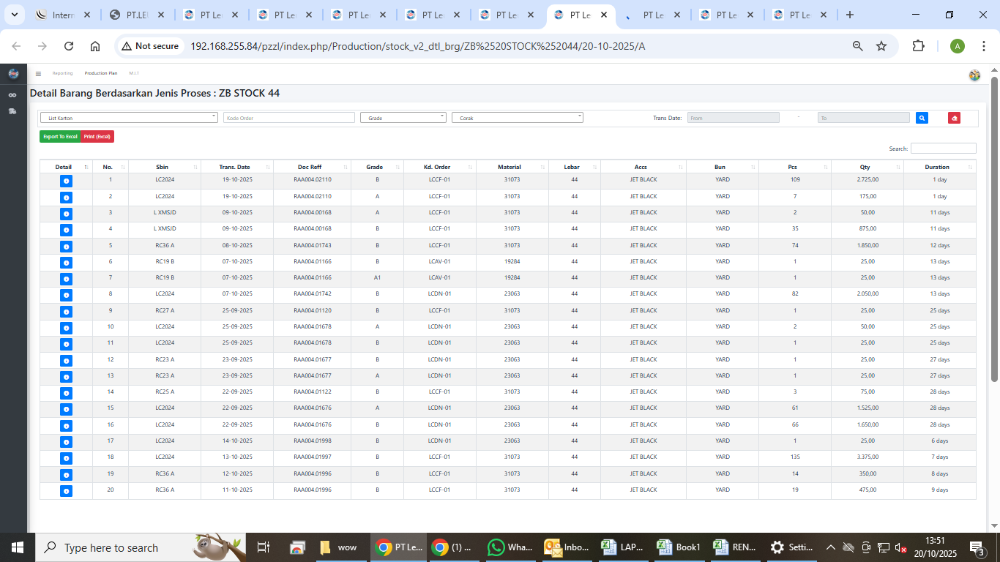 Intern
PT.LE
PT Le
PT Le
PT Le
PT Le
PT Le
PT Le
PT Le
PT Le
PT Le
Not secure
192.168.255.84/pzzl/index.php/Production/stock_v2_dtl_brg/ZB%2520STOCK%252044/20-10-2025/A
A
Reporting Production Plan M.I.T
Detail Barang Berdasarkan Jenis Proses : ZB STOCK 44
List Karton Kode Order Grade Corak Trans Date: From - To
Export To Excel Print (Excel)
Search:
Detail No. Sbin Trans. Date Doc Reff Grade Kd. Order Material Lebar Accs Bun Pcs Qty Duration
1 LC2024 19-10-2025 RAA004.02110 B LCCF-01 31073 44 JET BLACK YARD 109 2.725,00 1 day
2 LC2024 19-10-2025 RAA004.02110 A LCCF-01 31073 44 JET BLACK YARD 7 175,00 1 day
3 L XMSJD 09-10-2025 RAA004.00168 A LCCF-01 31073 44 JET BLACK YARD 2 50,00 11 days
4 L XMSJD 09-10-2025 RAA004.00168 B LCCF-01 31073 44 JET BLACK YARD 35 875,00 11 days
5 RC36 A 08-10-2025 RAA004.01743 B LCCF-01 31073 44 JET BLACK YARD 74 1.850,00 12 days
6 RC19 B 07-10-2025 RAA004.01166 B LCAV-01 19284 44 JET BLACK YARD 1 25,00 13 days
7 RC19 B 07-10-2025 RAA004.01166 A1 LCAV-01 19284 44 JET BLACK YARD 1 25,00 13 days
8 LC2024 07-10-2025 RAA004.01742 B LCDN-01 23063 44 JET BLACK YARD 82 2.050,00 13 days
9 RC27 A 25-09-2025 RAA004.01120 B LCCF-01 31073 44 JET BLACK YARD 1 25,00 25 days
10 LC2024 25-09-2025 RAA004.01678 A LCDN-01 23063 44 JET BLACK YARD 2 50,00 25 days
11 LC2024 25-09-2025 RAA004.01678 B LCDN-01 23063 44 JET BLACK YARD 1 25,00 25 days
12 RC23 A 23-09-2025 RAA004.01677 B LCDN-01 23063 44 JET BLACK YARD 1 25,00 27 days
13 RC23 A 23-09-2025 RAA004.01677 A LCDN-01 23063 44 JET BLACK YARD 1 25,00 27 days
14 RC25 A 22-09-2025 RAA004.01122 B LCCF-01 31073 44 JET BLACK YARD 3 75,00 28 days
15 LC2024 22-09-2025 RAA004.01676 A LCDN-01 23063 44 JET BLACK YARD 61 1.525,00 28 days
16 LC2024 22-09-2025 RAA004.01676 B LCDN-01 23063 44 JET BLACK YARD 66 1.650,00 28 days
17 LC2024 14-10-2025 RAA004.01998 B LCDN-01 23063 44 JET BLACK YARD 1 25,00 6 days
18 LC2024 13-10-2025 RAA004.01997 B LCCF-01 31073 44 JET BLACK YARD 135 3.375,00 7 days
19 RC36 A 12-10-2025 RAA004.01996 B LCCF-01 31073 44 JET BLACK YARD 14 350,00 8 days
20 RC36 A 11-10-2025 RAA004.01996 B LCCF-01 31073 44 JET BLACK YARD 19 475,00 9 days
Type here to search
wow
PT Le...
(1) ...
Wha...
Inbo...
LAP...
Book1
REN...
Setti...
13:51
20/10/2025
3